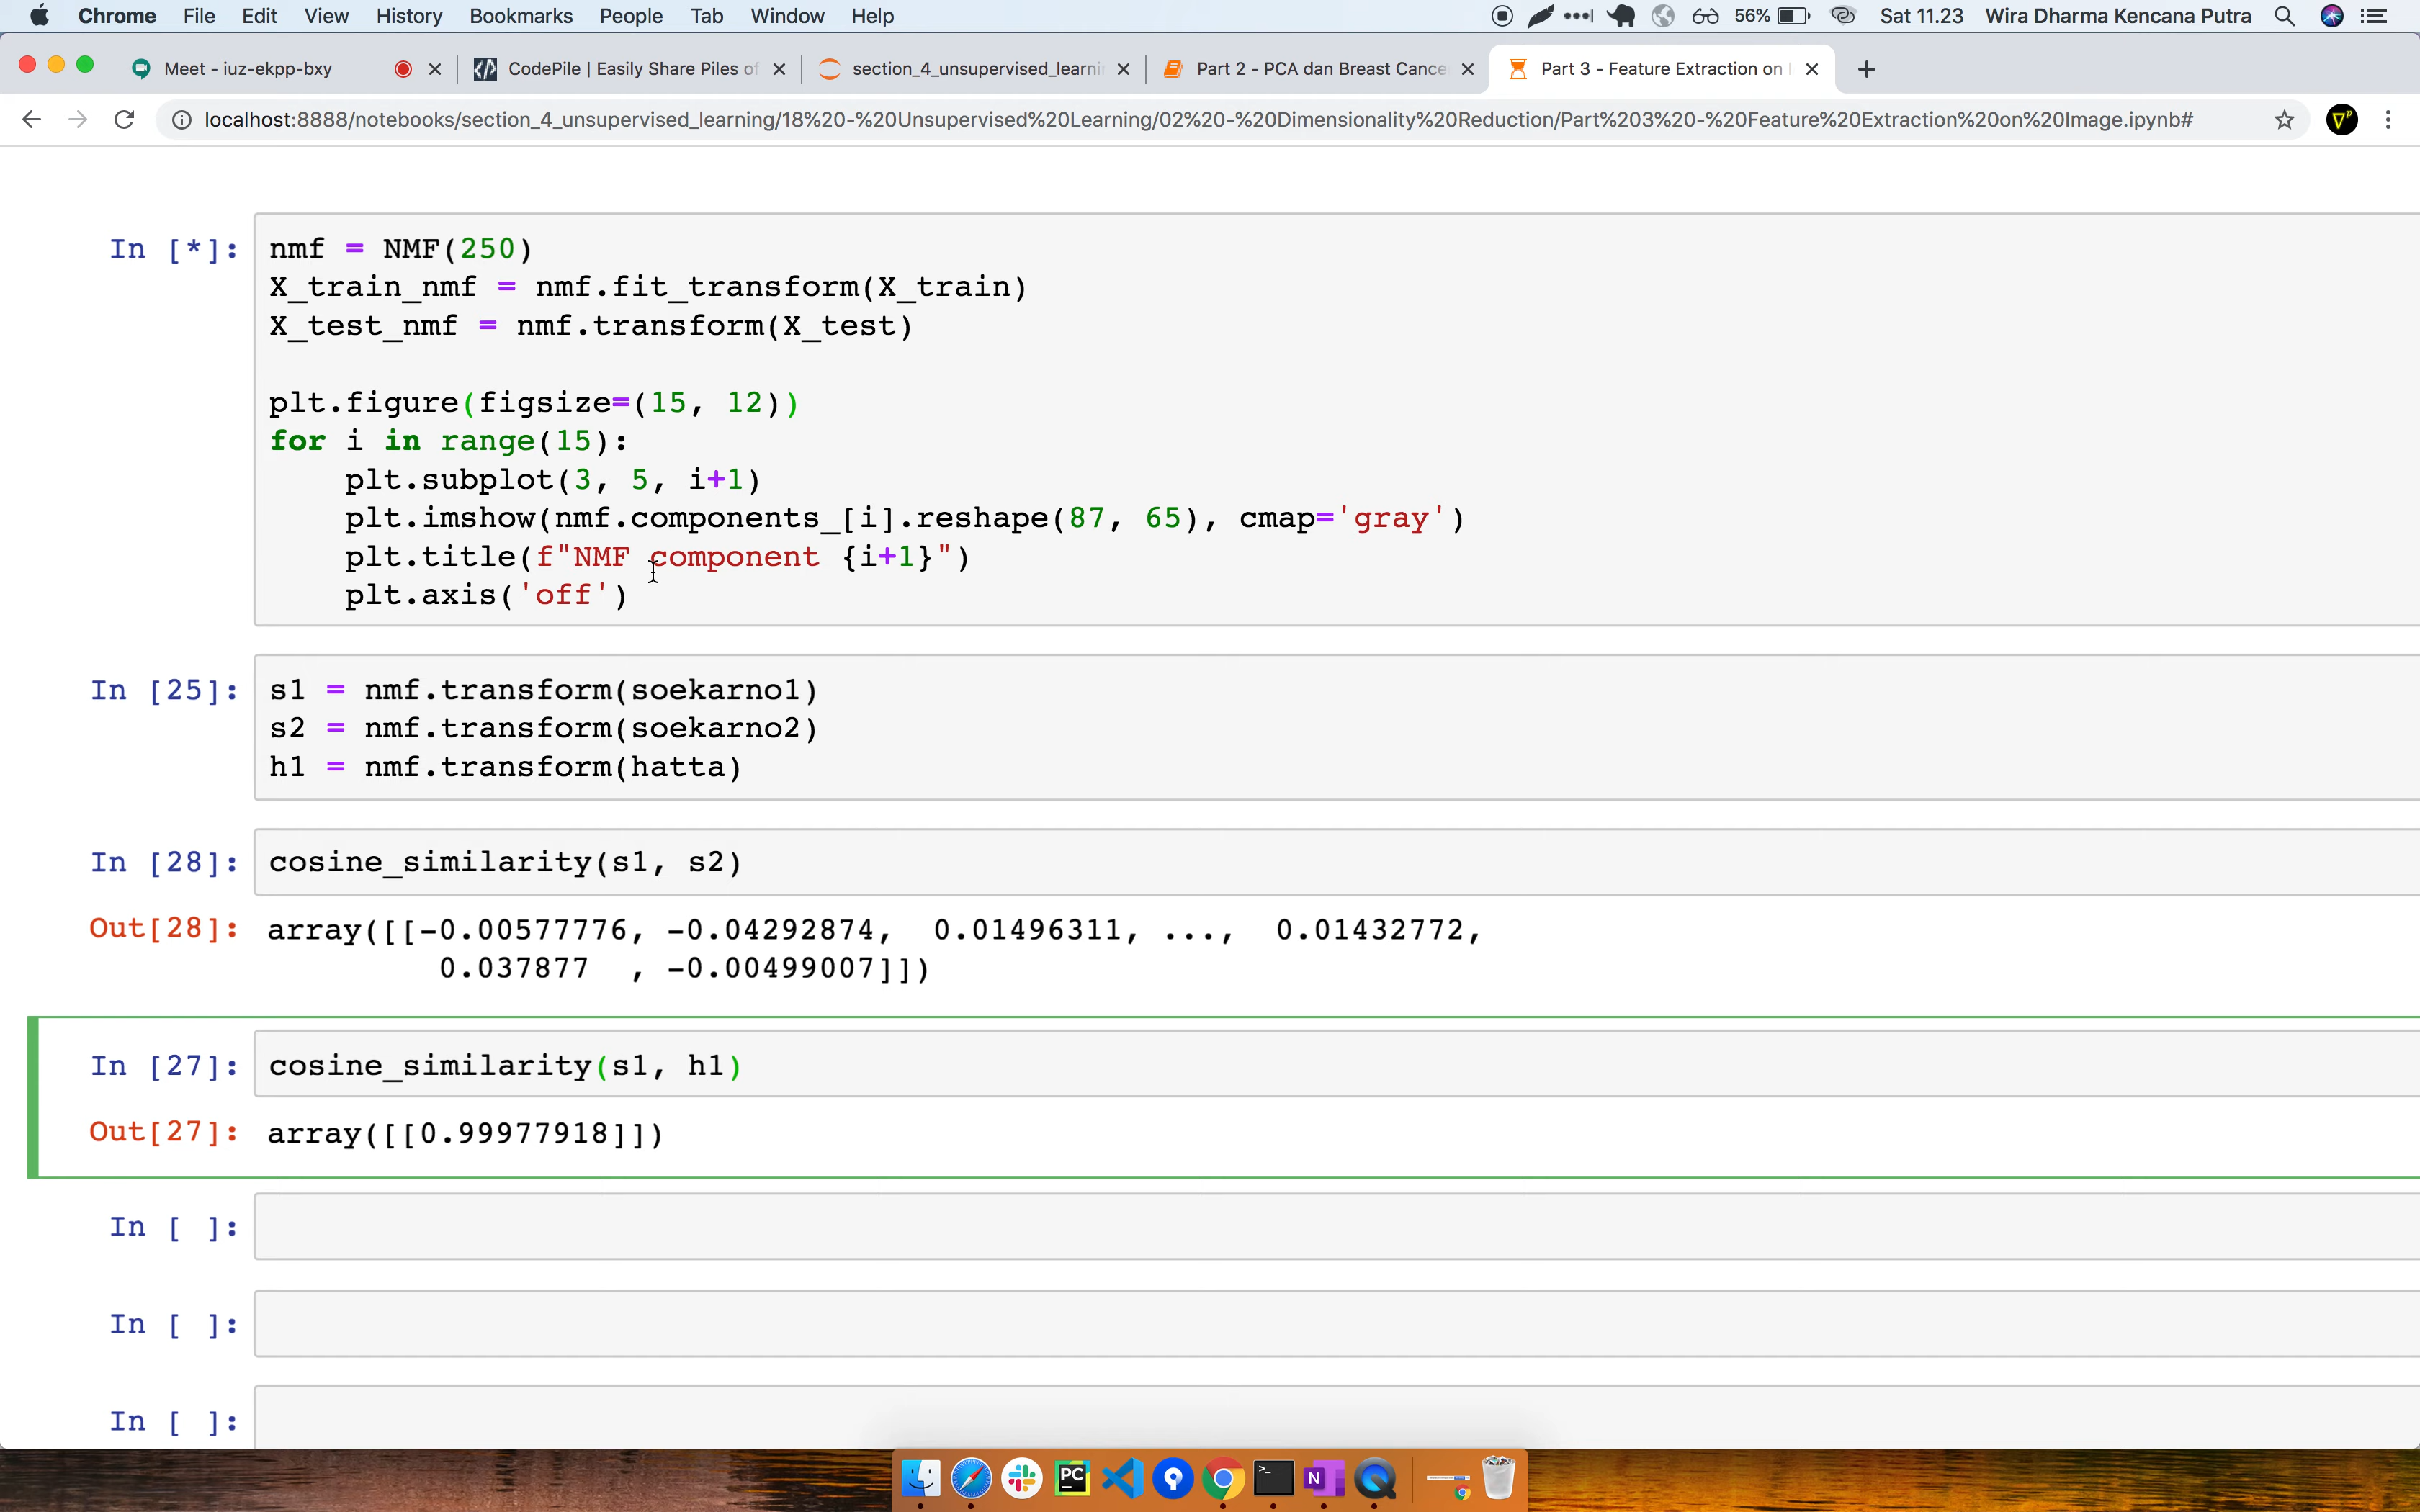 Chrome File Edit View History Bookmarks People Tab Window Help 56% Sat 11.23 Wira Dharma Kencana Putra
Meet - iuz-ekpp-bxy CodePile | Easily Share Piles of section_4_unsupervised_learni Part 2 - PCA dan Breast Cance Part 3 - Feature Extraction on
localhost:8888/notebooks/section_4_unsupervised_learning/18%20-%20Unsupervised%20Learning/02%20-%20Dimensionality%20Reduction/Part%203%20-%20Feature%20Extraction%20on%20Image.ipynb#
In [*]: nmf = NMF(250)
X_train_nmf = nmf.fit_transform(X_train)
X_test_nmf = nmf.transform(X_test)
plt.figure(figsize=(15, 12))
for i in range(15):
plt.subplot(3, 5, i+1)
plt.imshow(nmf.components_[i].reshape(87, 65), cmap='gray')
plt.title(f"NMF component {i+1}")
plt.axis('off')
In [25]: s1 = nmf.transform(soekarno1)
s2 = nmf.transform(soekarno2)
h1 = nmf.transform(hatta)
In [28]: cosine_similarity(s1, s2)
Out[28]: array([[-0.00577776, -0.04292874, 0.01496311, ..., 0.01432772,
0.037877 , -0.00499007]])
In [27]: cosine_similarity(s1, h1)
Out[27]: array([[0.99977918]])
In [ ]:
In [ ]:
In [ ]:
PC >_ N